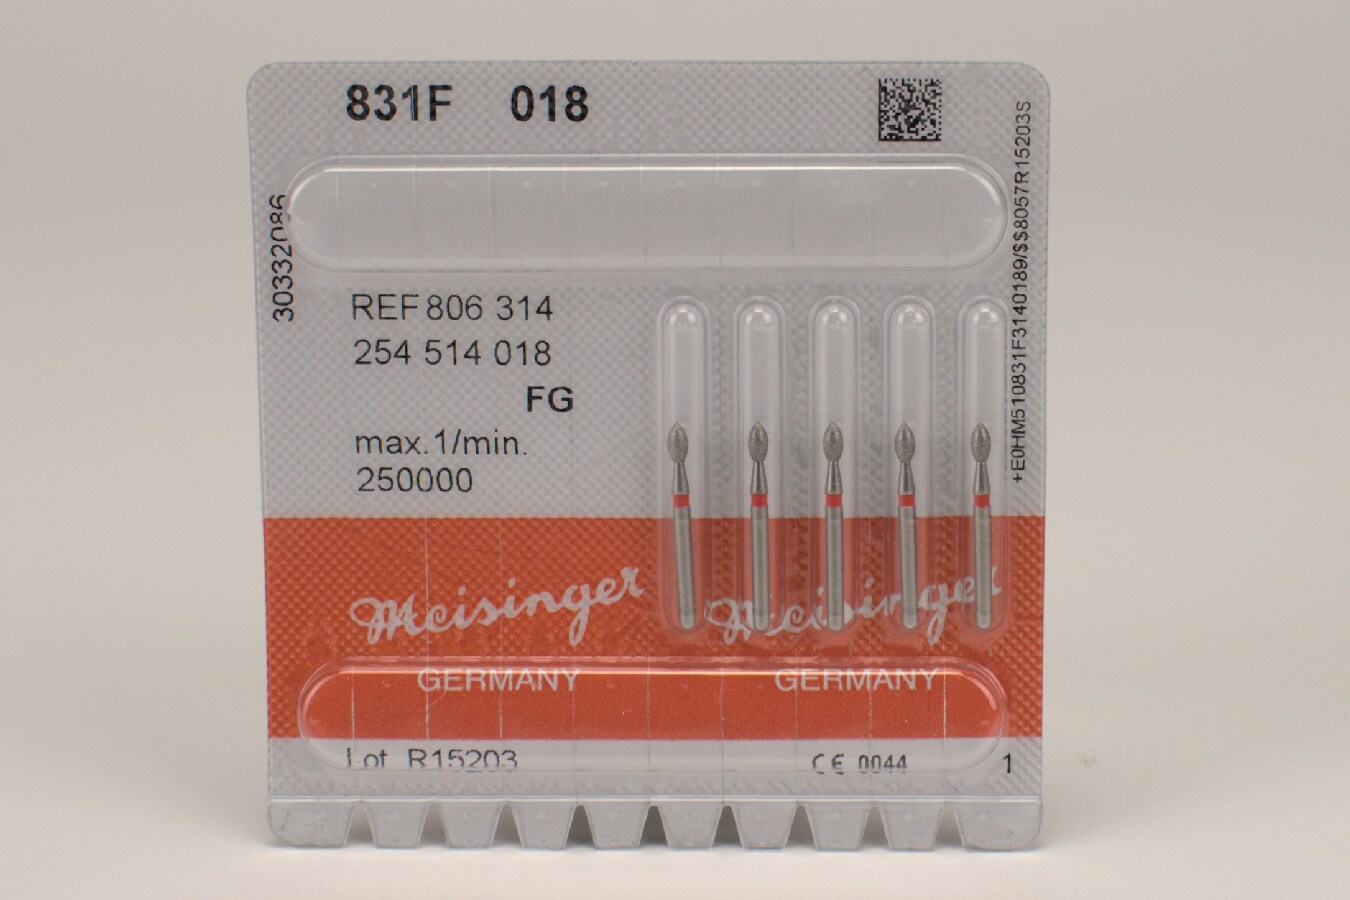 831F 018
30332086
REF 806 314
254 514 018
FG
max. 1/min.
250000
+E0HM510831F3140189/$$8057R15203S
Meisinger Meisinger
GERMANY GERMANY
Lot R15203
CE 0044
1